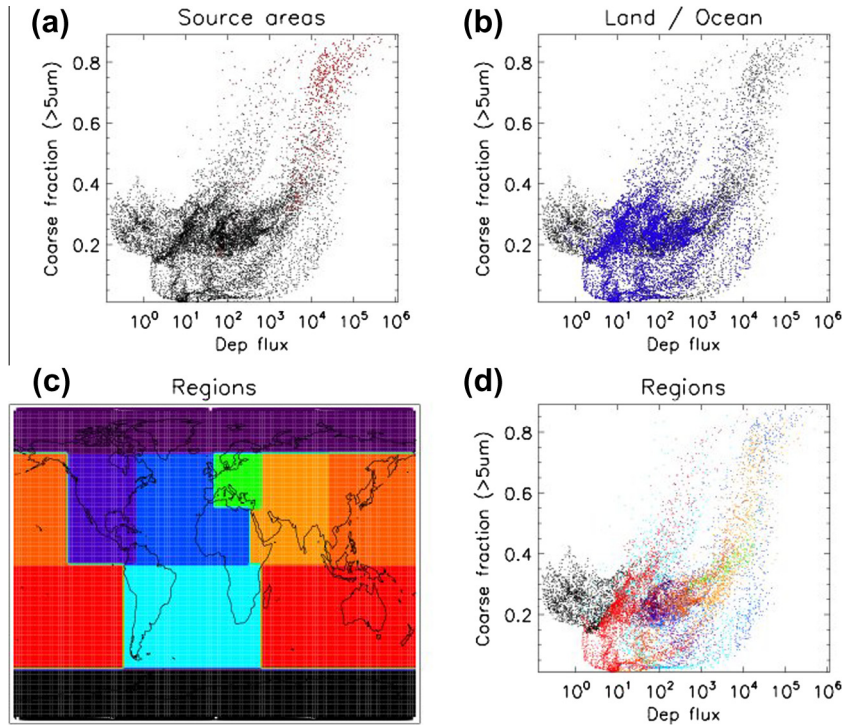 (a) Source areas
Coarse fraction (>5um)
0.8
0.6
0.4
0.2
10^0 10^1 10^2 10^3 10^4 10^5 10^6
Dep flux
(b) Land / Ocean
Coarse fraction (>5um)
0.8
0.6
0.4
0.2
10^0 10^1 10^2 10^3 10^4 10^5 10^6
Dep flux
(c) Regions
(d) Regions
Coarse fraction (>5um)
0.8
0.6
0.4
0.2
10^0 10^1 10^2 10^3 10^4 10^5 10^6
Dep flux